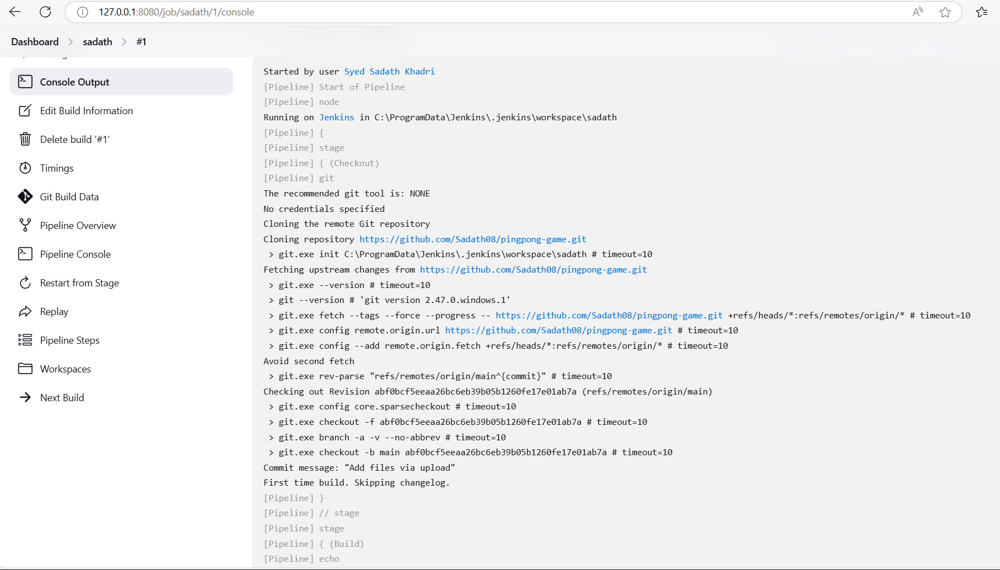 127.0.0.1:8080/job/sadath/1/console
Dashboard > sadath > #1
Console Output
Edit Build Information
Delete build ‘#1’
Timings
Git Build Data
Pipeline Overview
Pipeline Console
Restart from Stage
Replay
Pipeline Steps
Workspaces
Next Build
Started by user Syed Sadath Khadri
[Pipeline] Start of Pipeline
[Pipeline] node
Running on Jenkins in C:\ProgramData\Jenkins\.jenkins\workspace\sadath
[Pipeline] {
[Pipeline] stage
[Pipeline] { (Checkout)
[Pipeline] git
The recommended git tool is: NONE
No credentials specified
Cloning the remote Git repository
Cloning repository https://github.com/Sadath08/pingpong-game.git
> git.exe init C:\ProgramData\Jenkins\.jenkins\workspace\sadath # timeout=10
Fetching upstream changes from https://github.com/Sadath08/pingpong-game.git
> git.exe --version # timeout=10
> git --version # 'git version 2.47.0.windows.1'
> git.exe fetch --tags --force --progress -- https://github.com/Sadath08/pingpong-game.git +refs/heads/*:refs/remotes/origin/* # timeout=10
> git.exe config remote.origin.url https://github.com/Sadath08/pingpong-game.git # timeout=10
> git.exe config --add remote.origin.fetch +refs/heads/*:refs/remotes/origin/* # timeout=10
Avoid second fetch
> git.exe rev-parse "refs/remotes/origin/main^{commit}" # timeout=10
Checking out Revision abf0bcf5eeaa26bc6eb39b05b1260fe17e01ab7a (refs/remotes/origin/main)
> git.exe config core.sparsecheckout # timeout=10
> git.exe checkout -f abf0bcf5eeaa26bc6eb39b05b1260fe17e01ab7a # timeout=10
> git.exe branch -a -v --no-abbrev # timeout=10
> git.exe checkout -b main abf0bcf5eeaa26bc6eb39b05b1260fe17e01ab7a # timeout=10
Commit message: "Add files via upload"
First time build. Skipping changelog.
[Pipeline] }
[Pipeline] // stage
[Pipeline] stage
[Pipeline] { (Build)
[Pipeline] echo